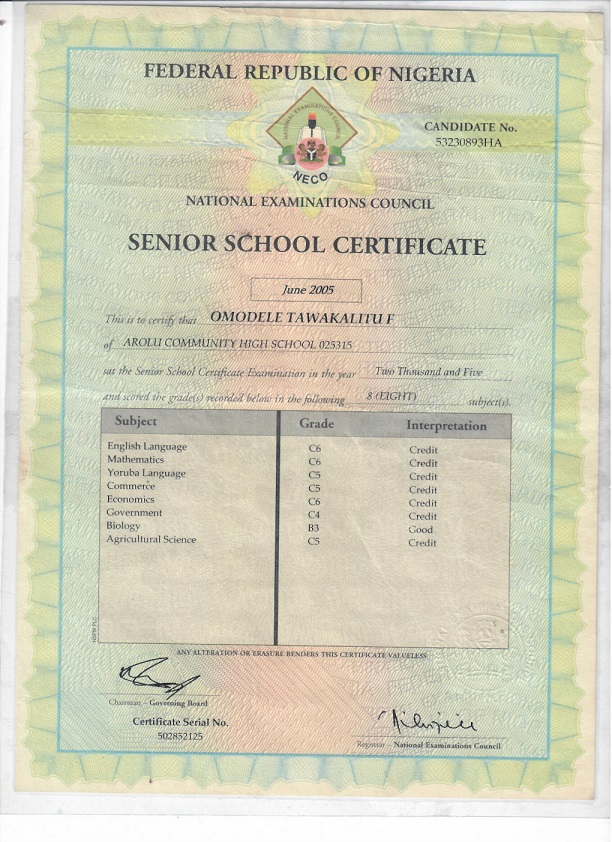 FEDERAL REPUBLIC OF NIGERIA
NATIONAL EXAMINATIONS COUNCIL
NECO
CANDIDATE No.
53230893HA
NATIONAL EXAMINATIONS COUNCIL
SENIOR SCHOOL CERTIFICATE
June 2005
This is to certify that OMODELE TAWAKALITU F
of AROLU COMMUNITY HIGH SCHOOL 025315
sat the Senior School Certificate Examination in the year Two Thousand and Five
and scored the grade(s) recorded below in the following 8 (EIGHT) subject(s).
Subject Grade Interpretation
English Language C6 Credit
Mathematics C6 Credit
Yoruba Language C5 Credit
Commerce C5 Credit
Economics C6 Credit
Government C4 Credit
Biology B3 Good
Agricultural Science C5 Credit
NSPM PLC
ANY ALTERATION OR ERASURE RENDERS THIS CERTIFICATE VALUELESS
Chairman – Governing Board
Certificate Serial No.
502852125
Registrar – National Examinations Council